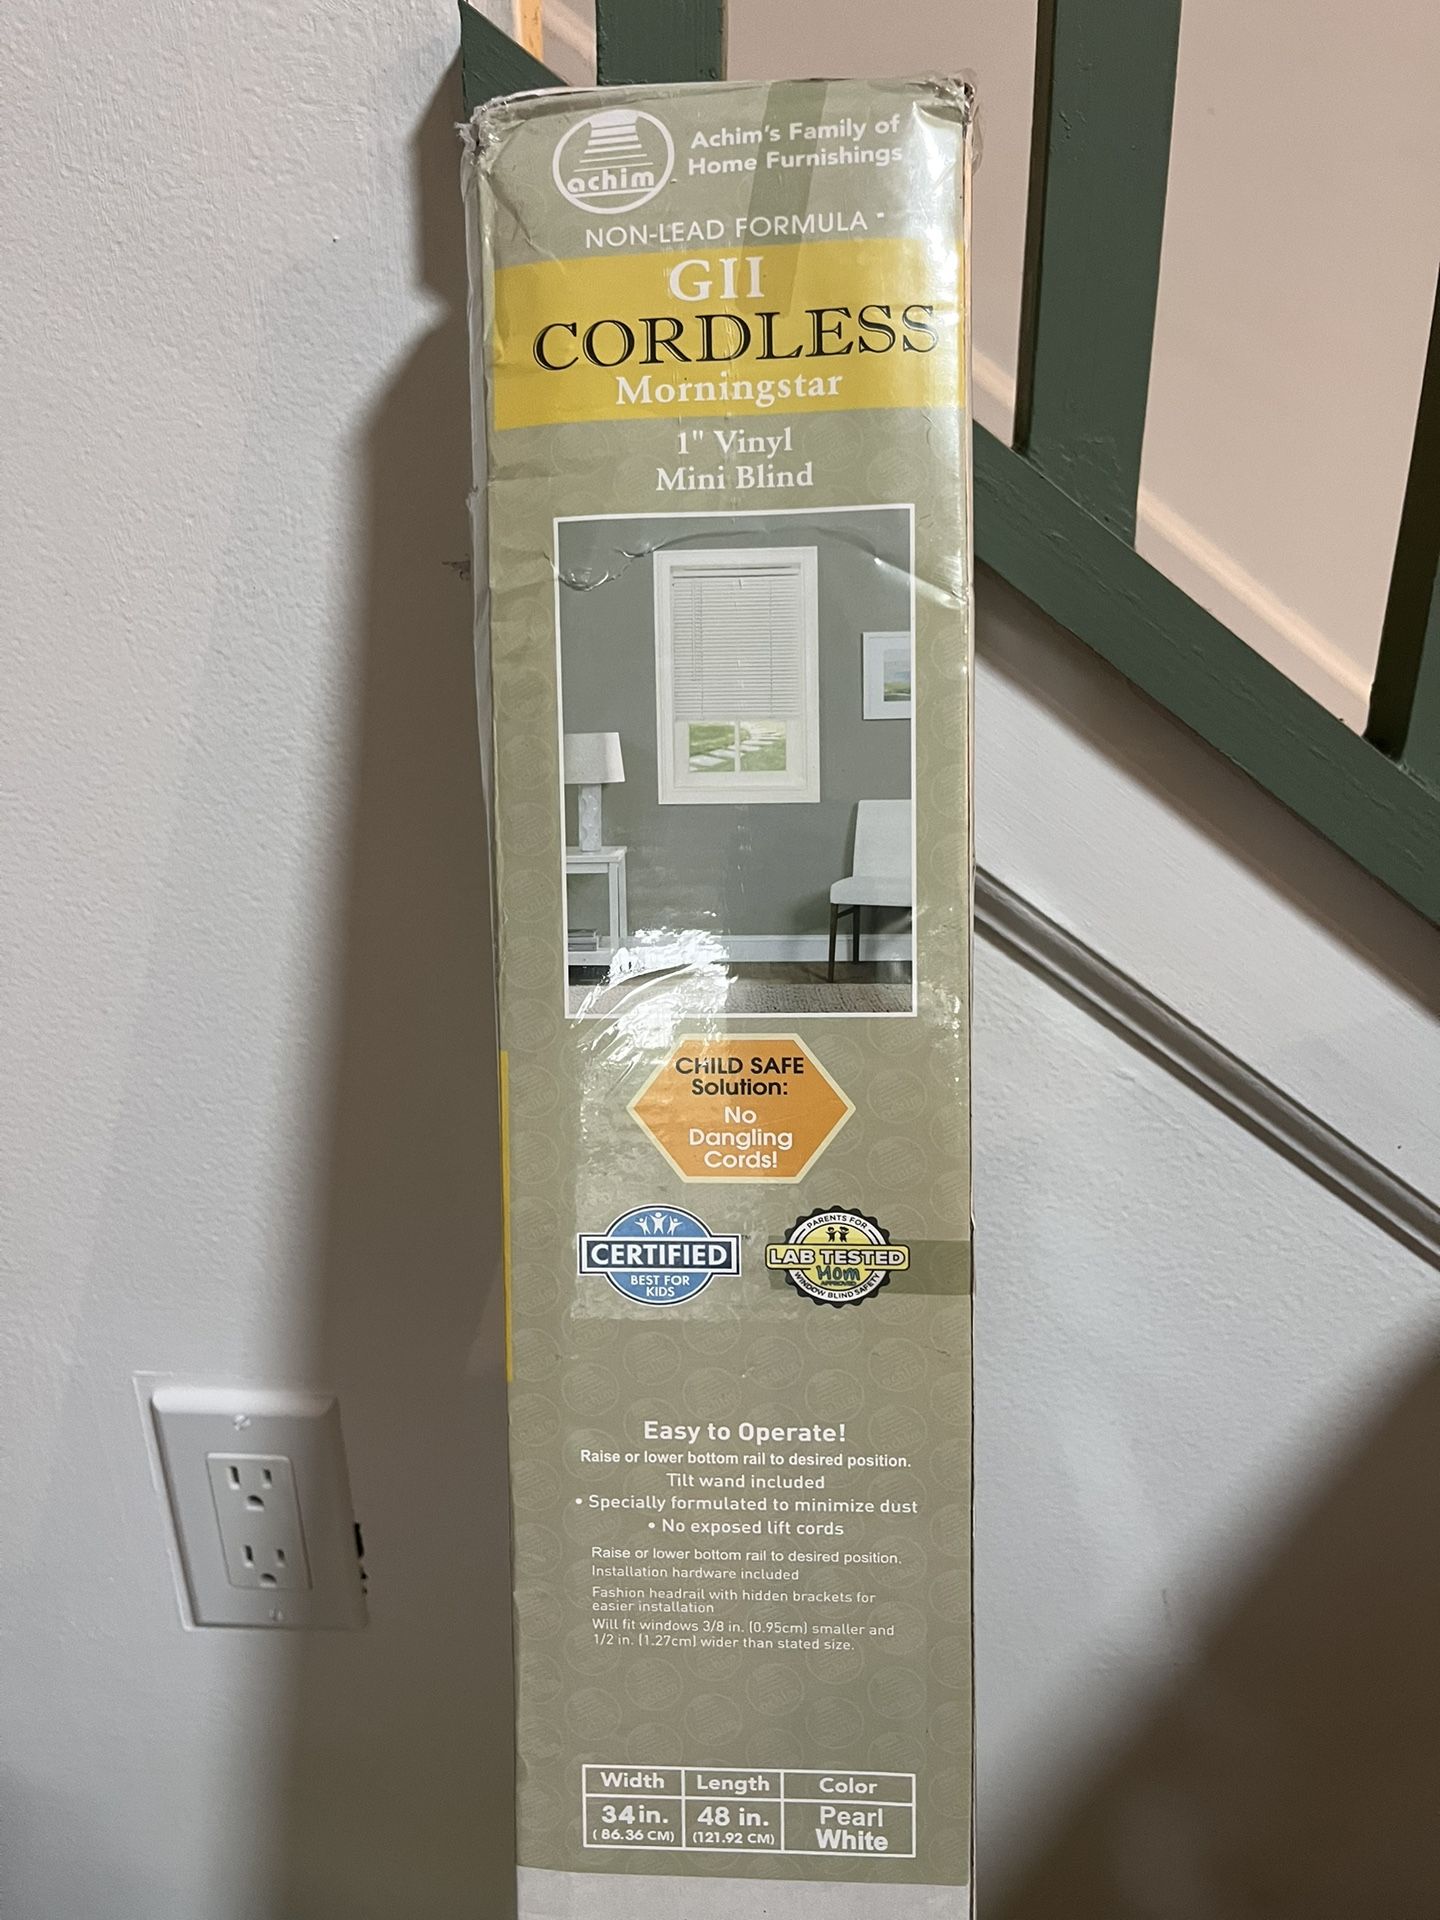 achim
Achim's Family of
Home Furnishings
NON-LEAD FORMULA
GII
CORDLESS
Morningstar
1" Vinyl
Mini Blind
CHILD SAFE
Solution:
No
Dangling
Cords!
CERTIFIED
BEST FOR
KIDS
TM
PARENTS FOR
LAB TESTED
Mom
APPROVED
WINDOW BLIND SAFETY
Easy to Operate!
Raise or lower bottom rail to desired position.
Tilt wand included
• Specially formulated to minimize dust
• No exposed lift cords
Raise or lower bottom rail to desired position.
Installation hardware included
Fashion headrail with hidden brackets for
easier installation
Will fit windows 3/8 in. (0.95cm) smaller and
1/2 in. (1.27cm) wider than stated size.
Width Length Color
34 in. 48 in. Pearl
(86.36 CM) (121.92 CM) White